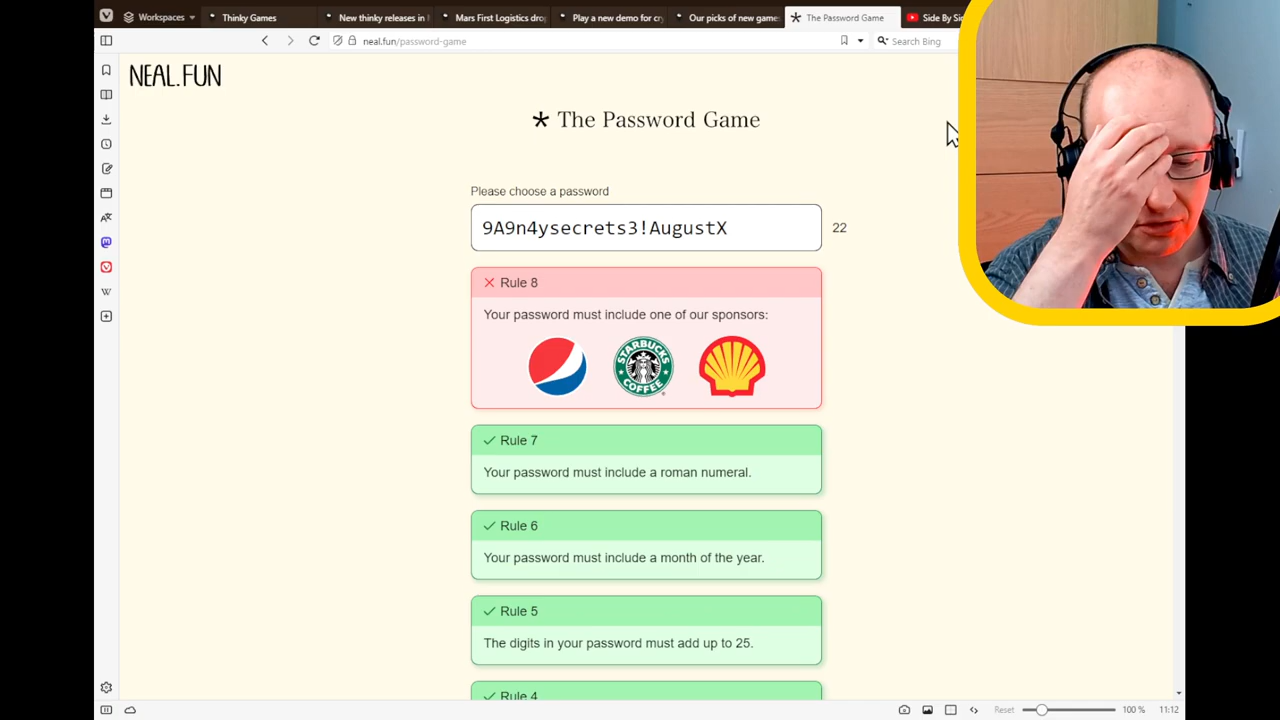 Workspaces
Thinky Games
New thinky releases in
Mars First Logistics drop
Play a new demo for cry
Our picks of new game
The Password Game
Side By Sid
neal.fun/password-game
Search Bing
NEAL.FUN
The Password Game
Please choose a password
9A9n4ysecrets3!AugustX
22
Rule 8
Your password must include one of our sponsors:
STARBUCKS
COFFEE
Rule 7
Your password must include a roman numeral.
Rule 6
Your password must include a month of the year.
Rule 5
The digits in your password must add up to 25.
Rule 4
Reset
100 %
11:12